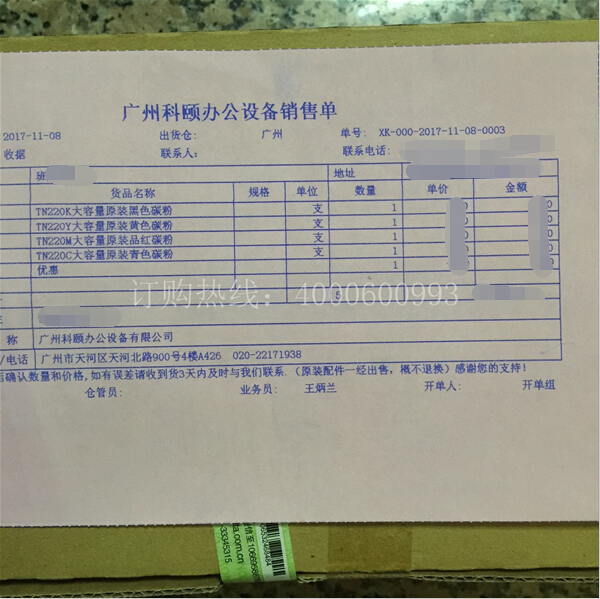 广州科颐办公设备销售单
2017-11-08 出货仓: 广州 单号: XK-000-2017-11-08-0003
收据 联系人: 联系电话:
班 地址
货品名称 规格 单位 数量 单价 金额
TN220K大容量原装黑色碳粉 支 1 0
TN220Y大容量原装黄色碳粉 支 1 0
TN220M大容量原装品红碳粉 支 1 0
TN220C大容量原装青色碳粉 支 1 0
优惠 1 0
订购热线：4000600993
5
称 广州科颐办公设备有限公司
/电话 广州市天河区天河北路900号4楼A426 020-22171938
确认数量和价格,如有误差请收到货3天内及时与我们联系.(原装配件一经出售，概不退换)感谢您的支持!
仓管员: 业务员: 王炳兰 开单人: 开单组
33345315
a.com.cn